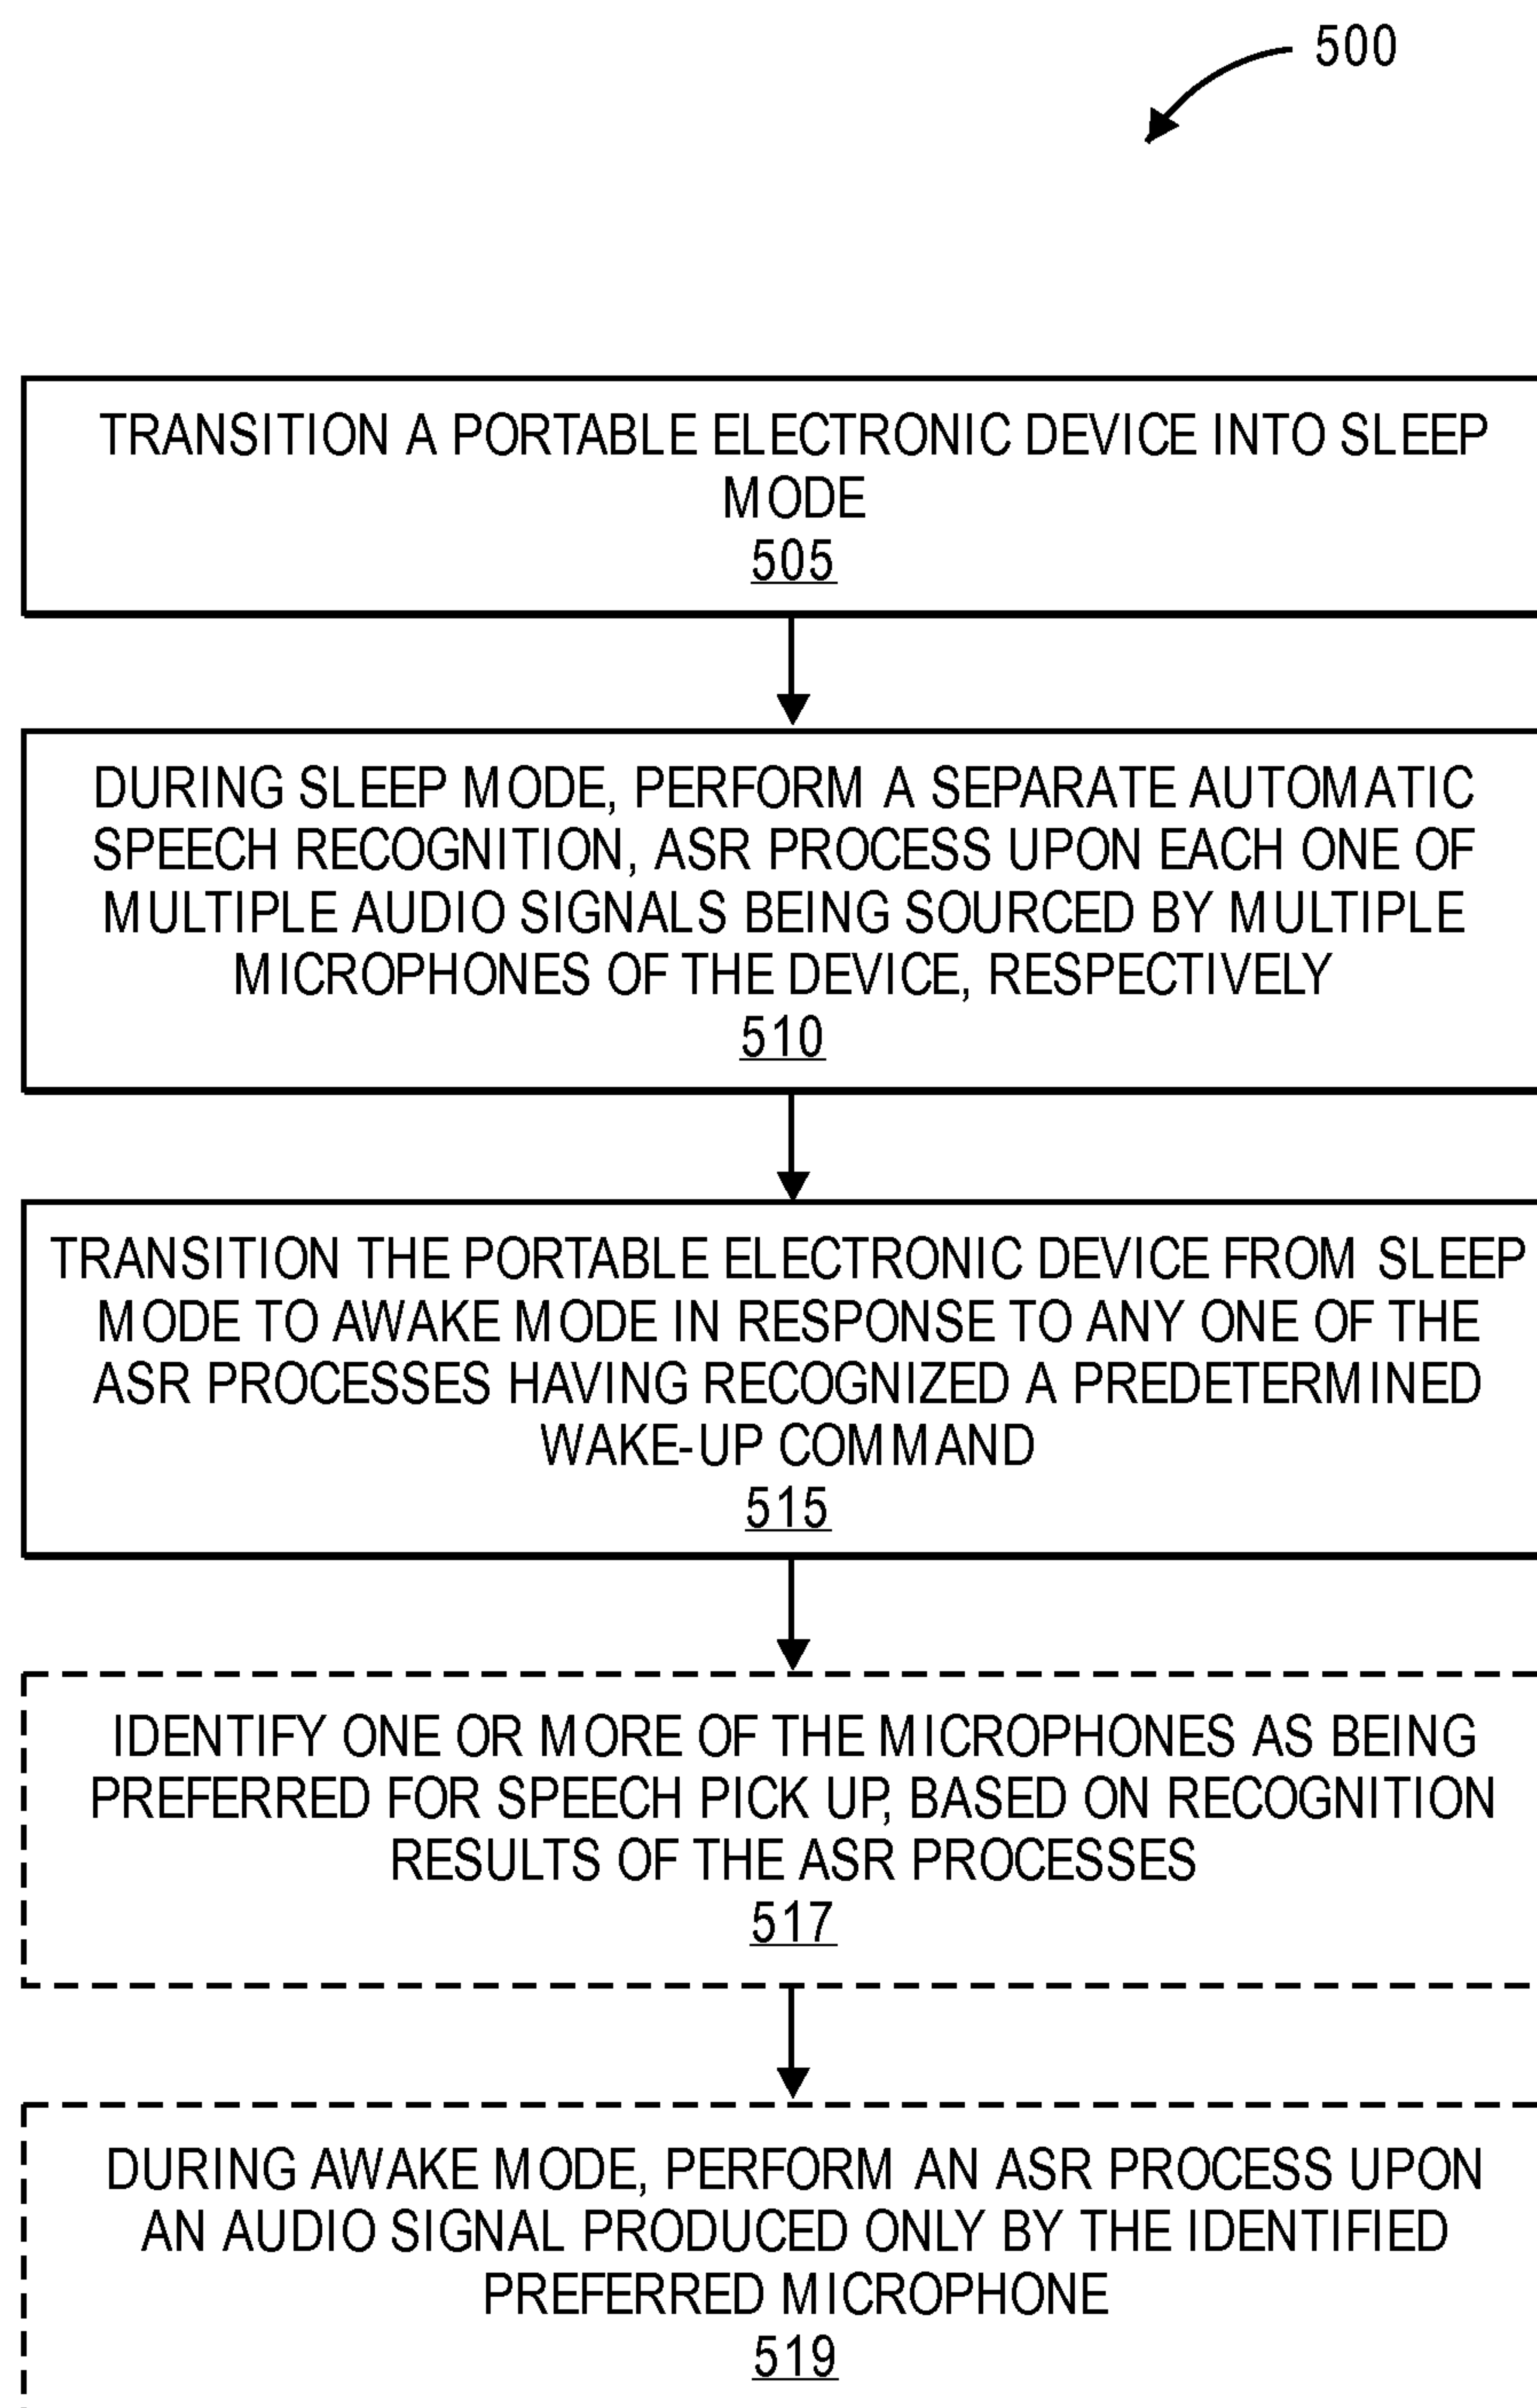 500
TRANSITION A PORTABLE ELECTRONIC DEVICE INTO SLEEP
MODE
505
DURING SLEEP MODE, PERFORM A SEPARATE AUTOMATIC
SPEECH RECOGNITION, ASR PROCESS UPON EACH ONE OF
MULTIPLE AUDIO SIGNALS BEING SOURCED BY MULTIPLE
MICROPHONES OF THE DEVICE, RESPECTIVELY
510
TRANSITION THE PORTABLE ELECTRONIC DEVICE FROM SLEEP
MODE TO AWAKE MODE IN RESPONSE TO ANY ONE OF THE
ASR PROCESSES HAVING RECOGNIZED A PREDETERMINED
WAKE-UP COMMAND
515
IDENTIFY ONE OR MORE OF THE MICROPHONES AS BEING
PREFERRED FOR SPEECH PICK UP, BASED ON RECOGNITION
RESULTS OF THE ASR PROCESSES
517
DURING AWAKE MODE, PERFORM AN ASR PROCESS UPON
AN AUDIO SIGNAL PRODUCED ONLY BY THE IDENTIFIED
PREFERRED MICROPHONE
519